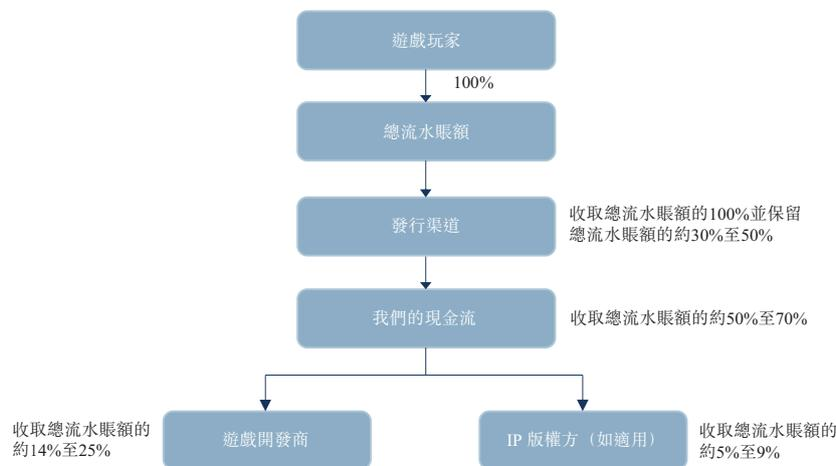 遊戲玩家
100%
總流水賬額
發行渠道
收取總流水賬額的100%並保留
總流水賬額的約30%至50%
我們的現金流
收取總流水賬額的約50%至70%
收取總流水賬額的
約14%至25%
遊戲開發商
IP 版權方（如適用）
收取總流水賬額的
約5%至9%